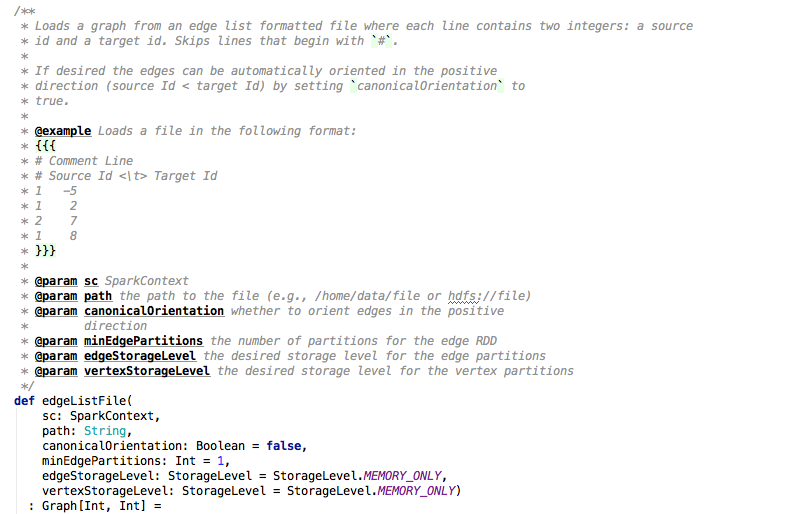 /**
 * Loads a graph from an edge list formatted file where each line contains two integers: a source
 * id and a target id. Skips lines that begin with `#`.
 *
 * If desired the edges can be automatically oriented in the positive
 * direction (source Id < target Id) by setting `canonicalOrientation` to
 * true.
 *
 * @example Loads a file in the following format:
 * {{{
 * # Comment Line
 * # Source Id <\t> Target Id
 * 1   -5
 * 1    2
 * 2    7
 * 1    8
 * }}}
 *
 * @param sc SparkContext
 * @param path the path to the file (e.g., /home/data/file or hdfs://file)
 * @param canonicalOrientation whether to orient edges in the positive
 *        direction
 * @param minEdgePartitions the number of partitions for the edge RDD
 * @param edgeStorageLevel the desired storage level for the edge partitions
 * @param vertexStorageLevel the desired storage level for the vertex partitions
 */
def edgeListFile(
    sc: SparkContext,
    path: String,
    canonicalOrientation: Boolean = false,
    minEdgePartitions: Int = 1,
    edgeStorageLevel: StorageLevel = StorageLevel.MEMORY_ONLY,
    vertexStorageLevel: StorageLevel = StorageLevel.MEMORY_ONLY)
  : Graph[Int, Int] =